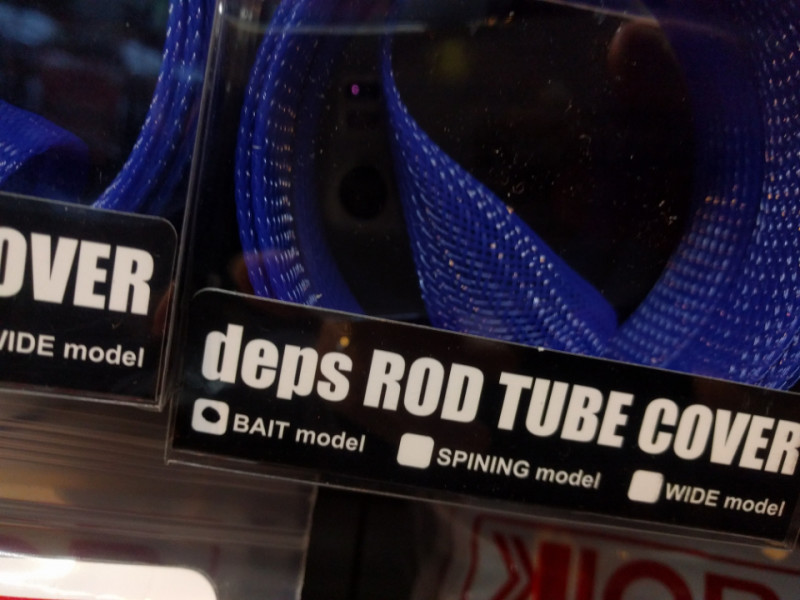 OVER
WIDE model
deps ROD TUBE COVER
BAIT model SPINING model WIDE model